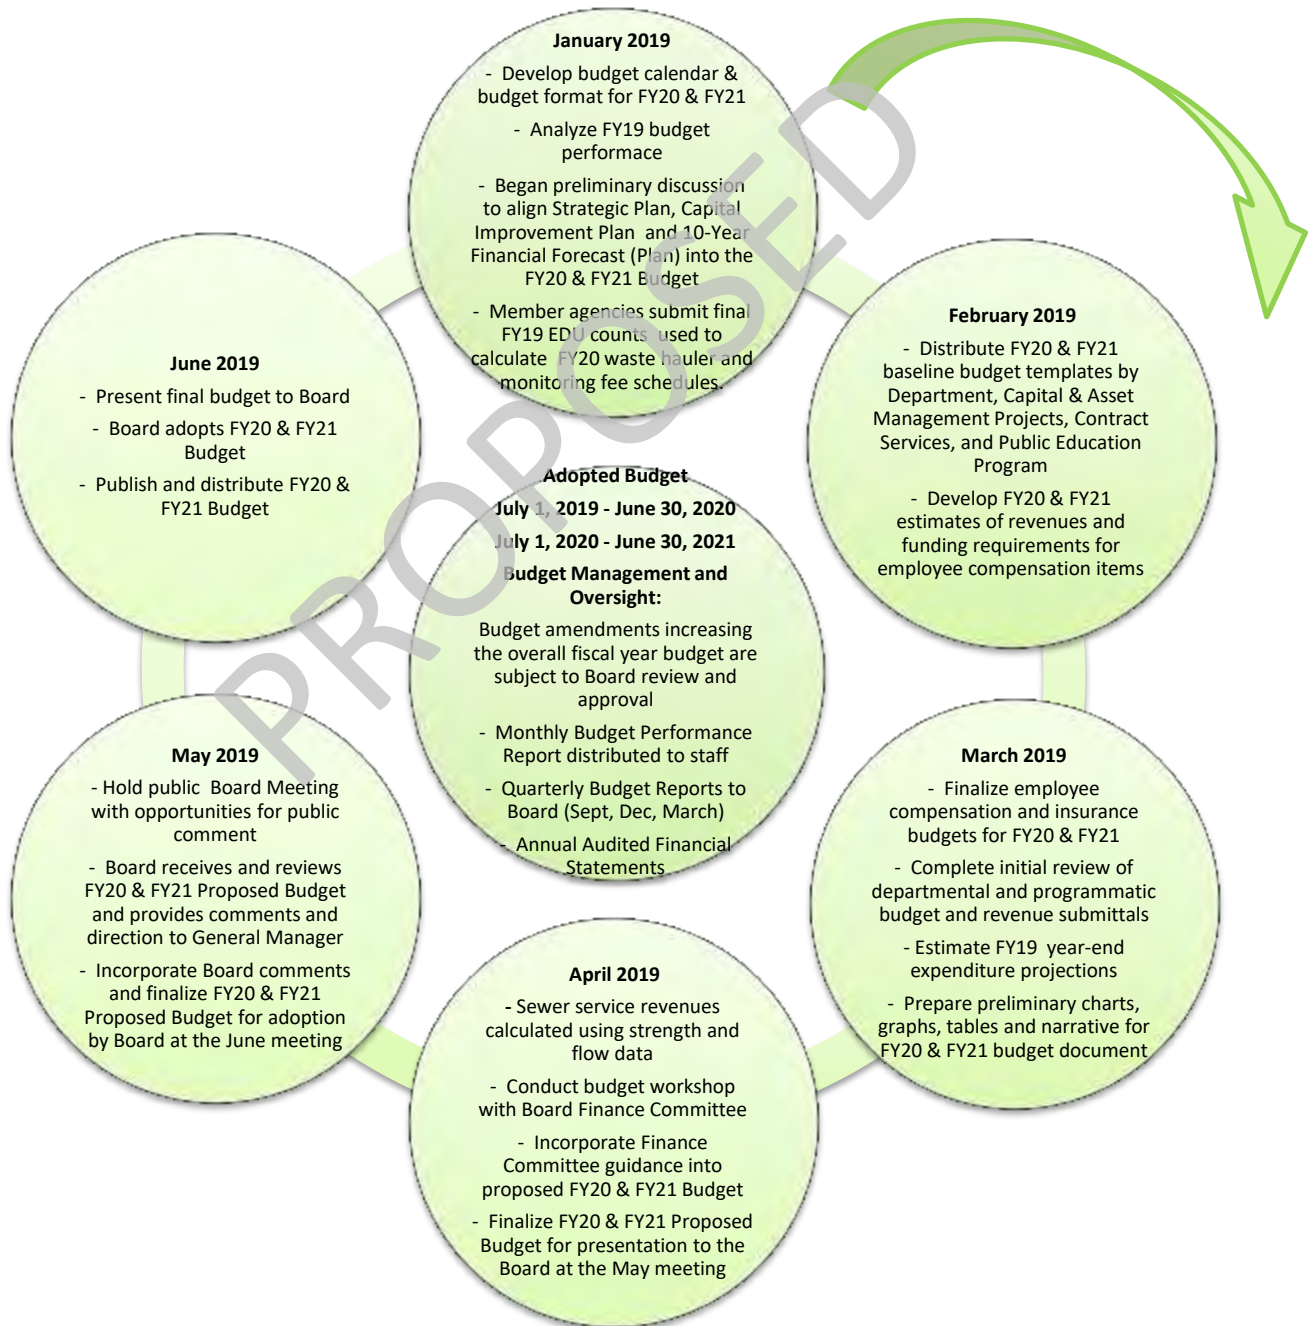 January 2019
- Develop budget calendar &
budget format for FY20 & FY21
- Analyze FY19 budget
performace
- Began preliminary discussion
to align Strategic Plan, Capital
Improvement Plan and 10-Year
Financial Forecast (Plan) into the
FY20 & FY21 Budget
- Member agencies submit final
FY19 EDU counts used to
calculate FY20 waste hauler and
monitoring fee schedules.
February 2019
- Distribute FY20 & FY21
baseline budget templates by
Department, Capital & Asset
Management Projects, Contract
Services, and Public Education
Program
- Develop FY20 & FY21
estimates of revenues and
funding requirements for
employee compensation items
March 2019
- Finalize employee
compensation and insurance
budgets for FY20 & FY21
- Complete initial review of
departmental and programmatic
budget and revenue submittals
- Estimate FY19 year-end
expenditure projections
- Prepare preliminary charts,
graphs, tables and narrative for
FY20 & FY21 budget document
April 2019
- Sewer service revenues
calculated using strength and
flow data
- Conduct budget workshop
with Board Finance Committee
- Incorporate Finance
Committee guidance into
proposed FY20 & FY21 Budget
- Finalize FY20 & FY21 Proposed
Budget for presentation to the
Board at the May meeting
May 2019
- Hold public Board Meeting
with opportunities for public
comment
- Board receives and reviews
FY20 & FY21 Proposed Budget
and provides comments and
direction to General Manager
- Incorporate Board comments
and finalize FY20 & FY21
Proposed Budget for adoption
by Board at the June meeting
June 2019
- Present final budget to Board
- Board adopts FY20 & FY21
Budget
- Publish and distribute FY20 &
FY21 Budget
Adopted Budget
July 1, 2019 - June 30, 2020
July 1, 2020 - June 30, 2021
Budget Management and
Oversight:
Budget amendments increasing
the overall fiscal year budget are
subject to Board review and
approval
- Monthly Budget Performance
Report distributed to staff
- Quarterly Budget Reports to
Board (Sept, Dec, March)
- Annual Audited Financial
Statements
PROPOSED